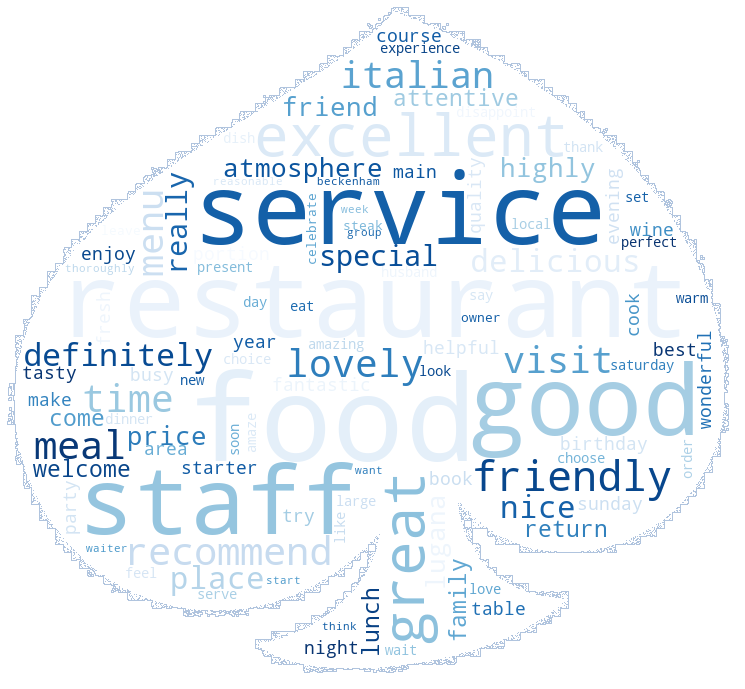 course
experience
italian
friend attentive
disappoint
dish excellent thank
atmosphere main highly
reasonable beckenham quality
menu really service evening
celebrate week steak group local set
wine
perfect
enjoy portion special delicious
thoroughly present husband
day eat say warm
restaurant
fresh owner cook
year amazing helpful best
definitely choice lovely look visit saturday wonderful
tasty busy new fantastic
make time food good
come dinner
meal price area soon amaze birthday
welcome starter want choose order
party staff book friendly
try large like nice sunday
great lugana return
waiter recommend
feel place start
serve family love
lunch table
think
night wait